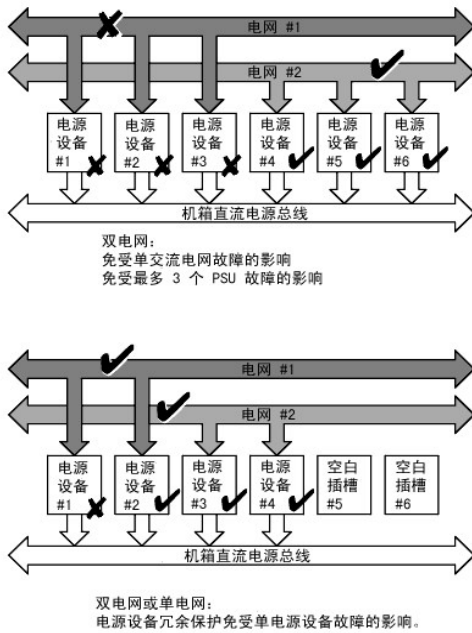 电网 #1
电网 #2
电源
设备
#1
电源
设备
#2
电源
设备
#3
电源
设备
#4
电源
设备
#5
电源
设备
#6
机箱直流电源总线
双电网：
免受单交流电网故障的影响
免受最多 3 个 PSU 故障的影响
电网 #1
电网 #2
电源
设备
#1
电源
设备
#2
电源
设备
#3
电源
设备
#4
空白
插槽
#5
空白
插槽
#6
机箱直流电源总线
双电网或单电网：
电源设备冗余保护免受单电源设备故障的影响。